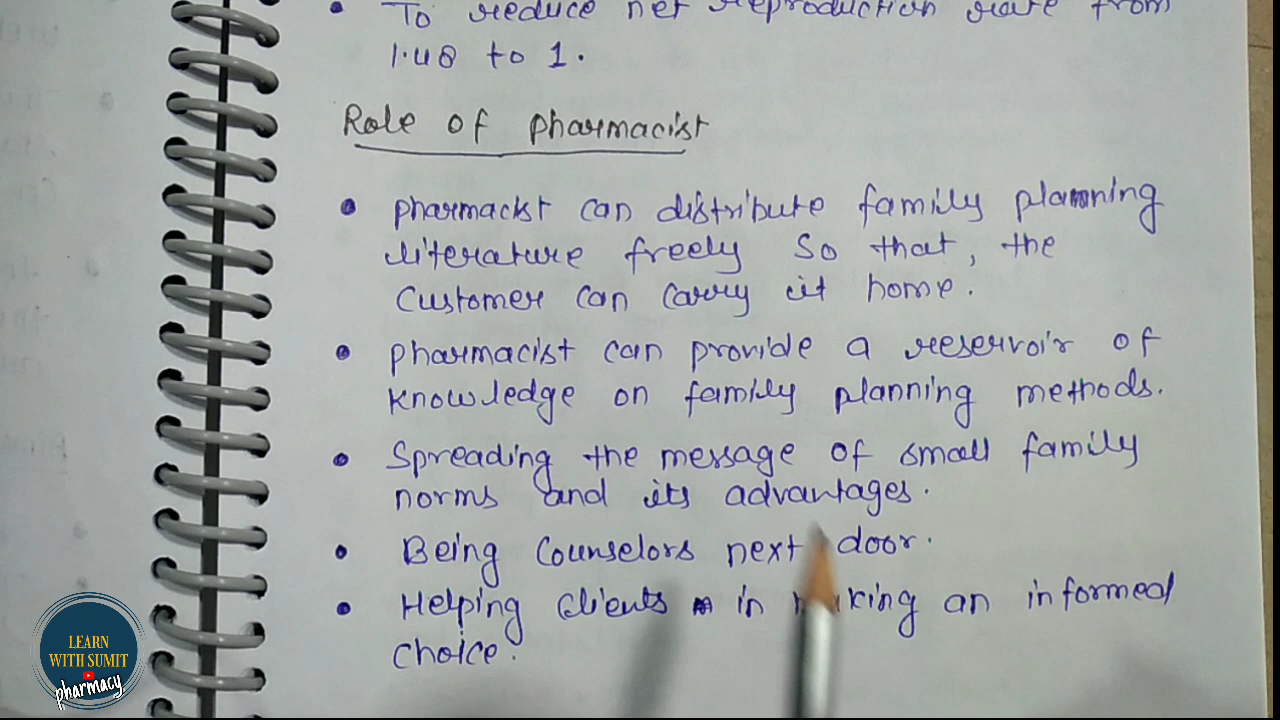 • To reduce net reproduction rate from
1.48 to 1.
Role of pharmacist
• pharmacist can distribute family planning
literature freely So that, the
Customer can carry it home.
• pharmacist can provide a reservoir of
knowledge on family planning methods.
• Spreading the message of small family
norms and its advantages.
• Being Counselors next door.
• Helping clients in making an informed
choice.
LEARN
WITH SUMIT
pharmacy